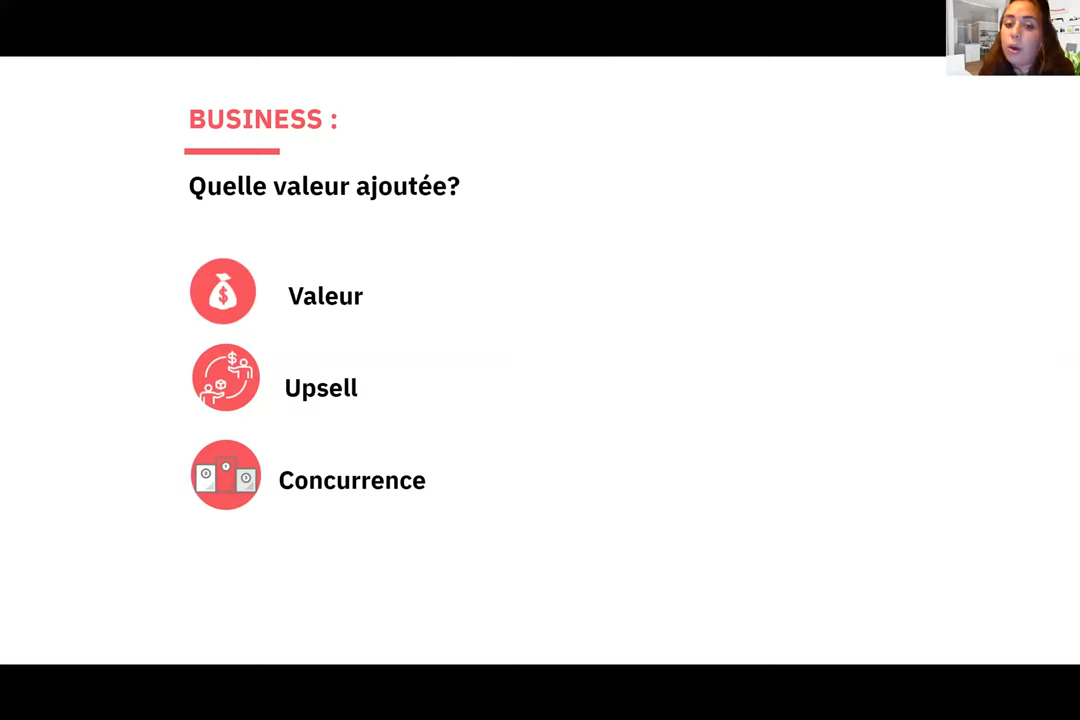 BUSINESS :
Quelle valeur ajoutée?
Valeur
Upsell
Concurrence